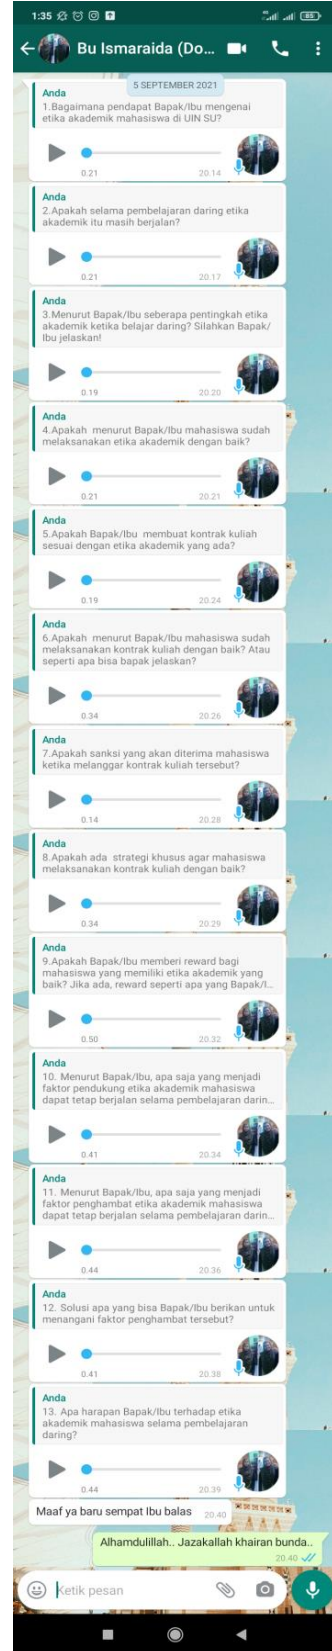 1:35
4G
85
Bu Ismaraida (Do...
5 SEPTEMBER 2021
Anda
1.Bagaimana pendapat Bapak/Ibu mengenai
etika akademik mahasiswa di UIN SU?
0.21 20.14
Anda
2.Apakah selama pembelajaran daring etika
akademik itu masih berjalan?
0.21 20.17
Anda
3.Menurut Bapak/Ibu seberapa pentingkah etika
akademik ketika belajar daring? Silahkan Bapak/
Ibu jelaskan!
0.19 20.20
Anda
4.Apakah menurut Bapak/Ibu mahasiswa sudah
melaksanakan etika akademik dengan baik?
0.21 20.21
Anda
5.Apakah Bapak/Ibu membuat kontrak kuliah
sesuai dengan etika akademik yang ada?
0.19 20.24
Anda
6.Apakah menurut Bapak/Ibu mahasiswa sudah
melaksanakan kontrak kuliah dengan baik? Atau
seperti apa bisa bapak jelaskan?
0.34 20.26
Anda
7.Apakah sanksi yang akan diterima mahasiswa
ketika melanggar kontrak kuliah tersebut?
0.14 20.28
Anda
8.Apakah ada strategi khusus agar mahasiswa
melaksanakan kontrak kuliah dengan baik?
0.34 20.29
Anda
9.Apakah Bapak/Ibu memberi reward bagi
mahasiswa yang memiliki etika akademik yang
baik? Jika ada, reward seperti apa yang Bapak/I...
0.50 20.32
Anda
10. Menurut Bapak/Ibu, apa saja yang menjadi
faktor pendukung etika akademik mahasiswa
dapat tetap berjalan selama pembelajaran darin...
0.41 20.34
Anda
11. Menurut Bapak/Ibu, apa saja yang menjadi
faktor penghambat etika akademik mahasiswa
dapat tetap berjalan selama pembelajaran darin...
0.44 20.36
Anda
12. Solusi apa yang bisa Bapak/Ibu berikan untuk
menangani faktor penghambat tersebut?
0.41 20.38
Anda
13. Apa harapan Bapak/Ibu terhadap etika
akademik mahasiswa selama pembelajaran
daring?
0.44 20.39
Maaf ya baru sempat Ibu balas 20.40
Alhamdulillah.. Jazakallah khairan bunda..
20.40
Ketik pesan